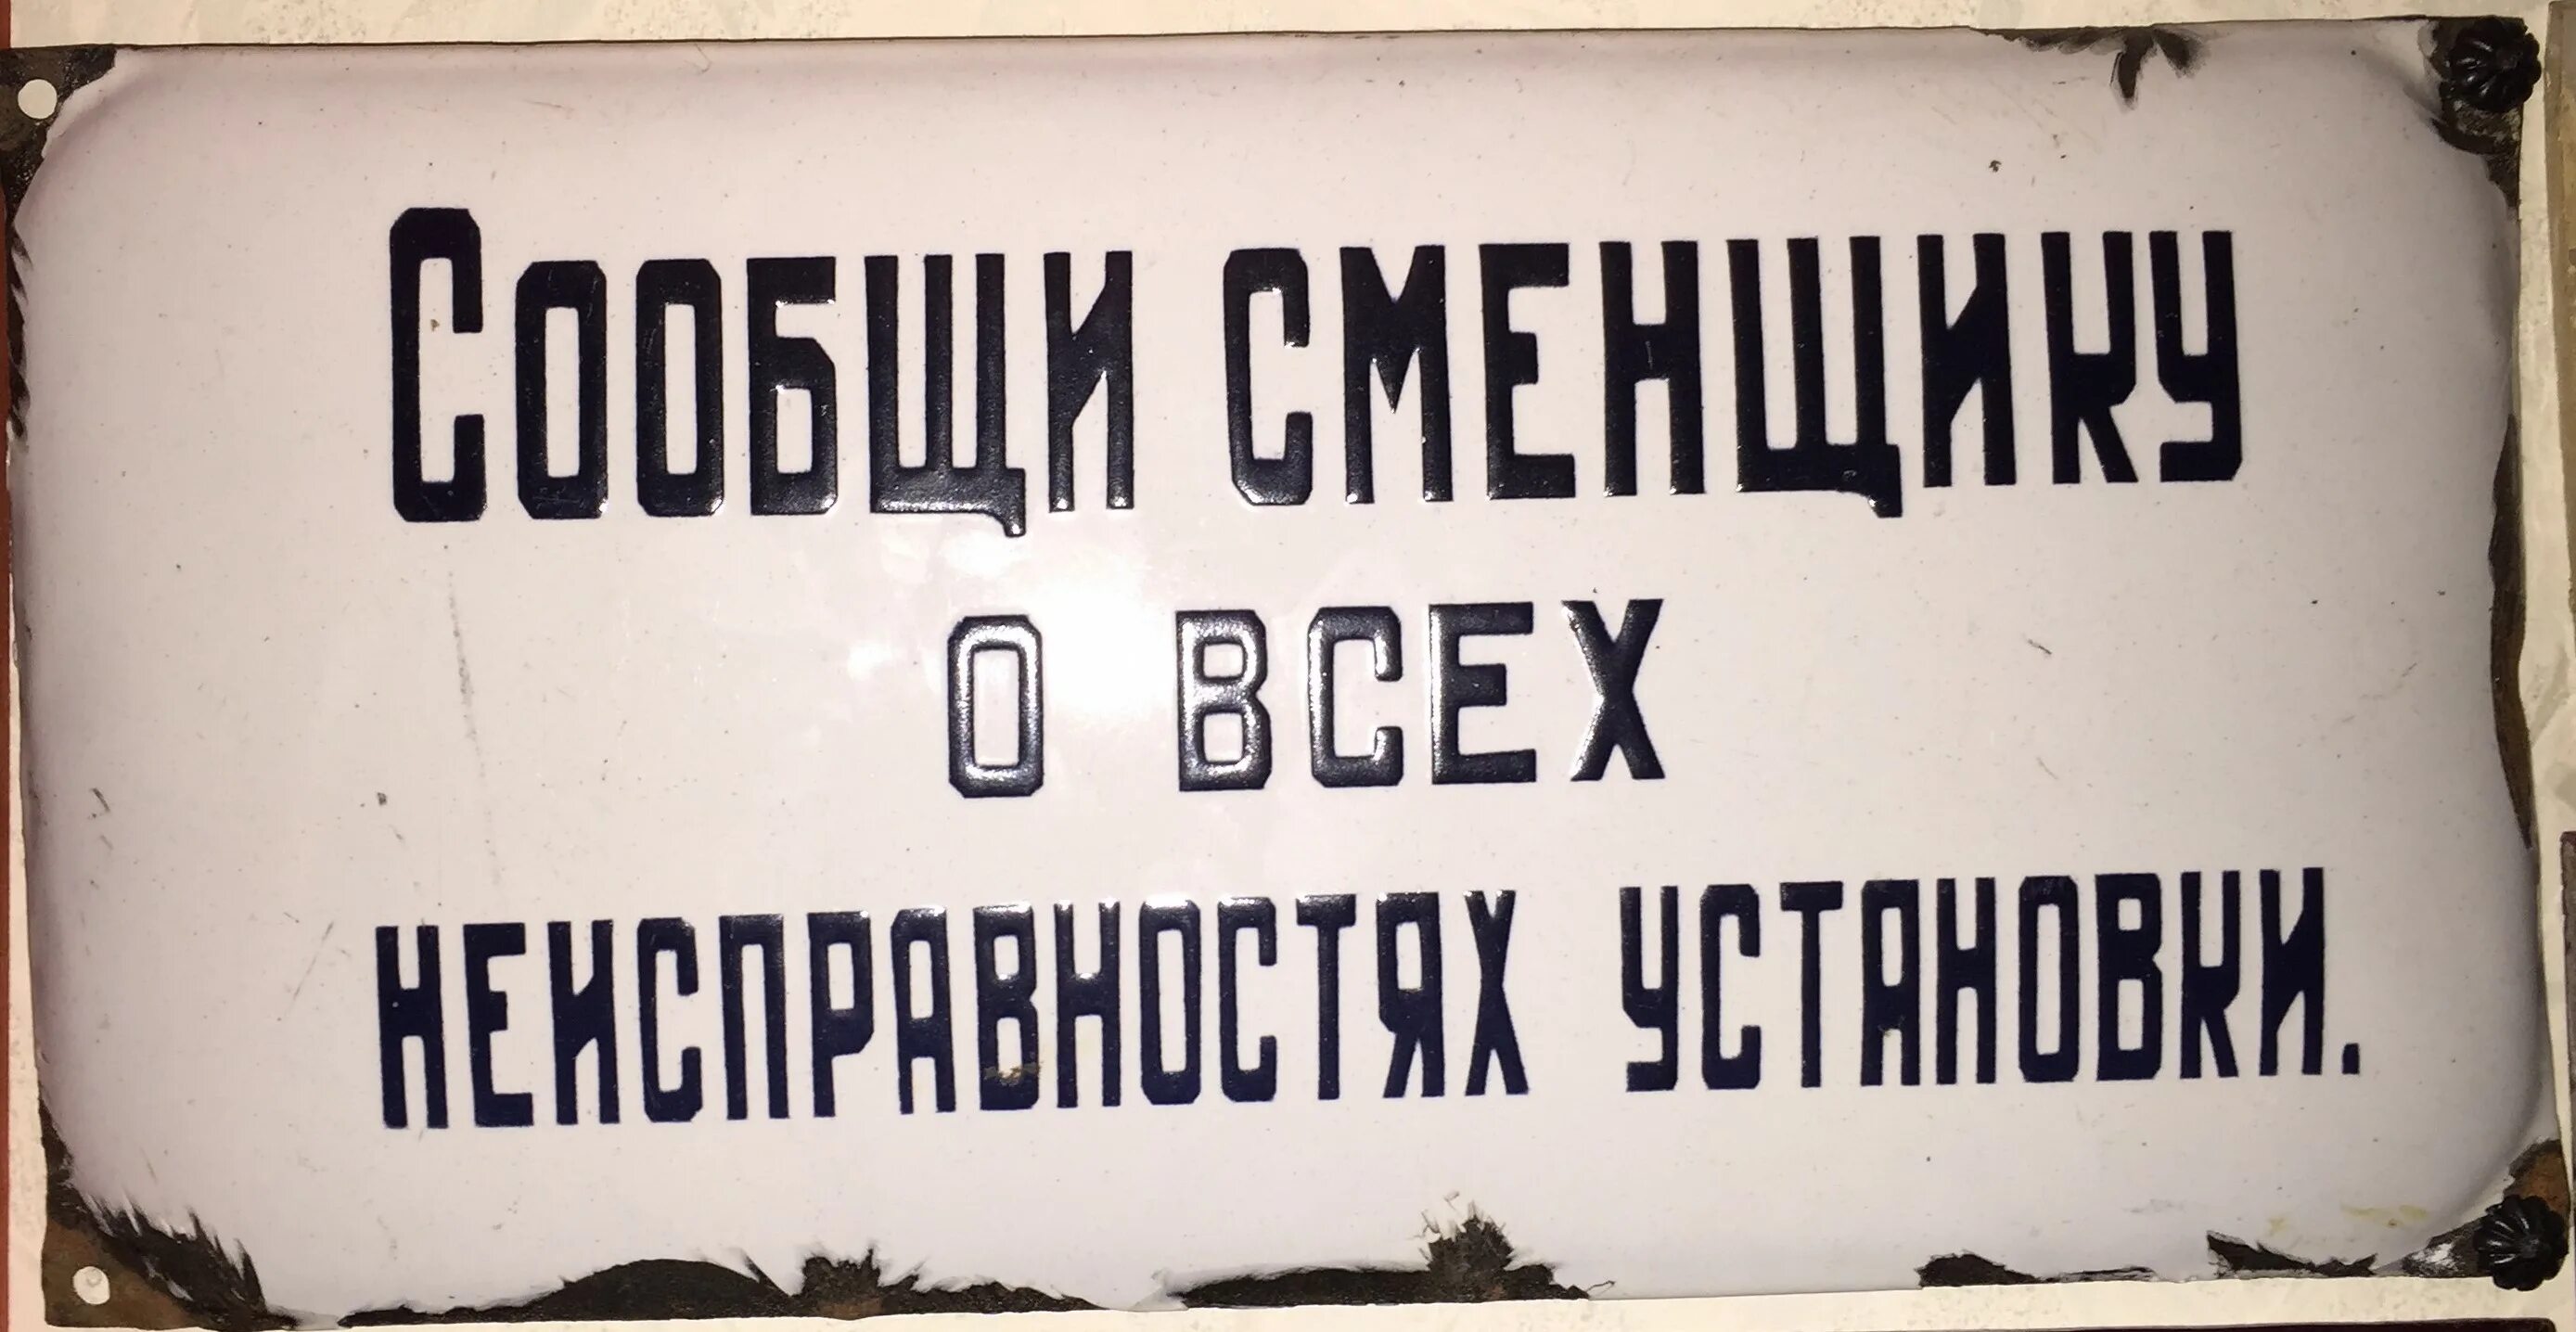 Сообщи сменщику
о всех
неисправностях установки.